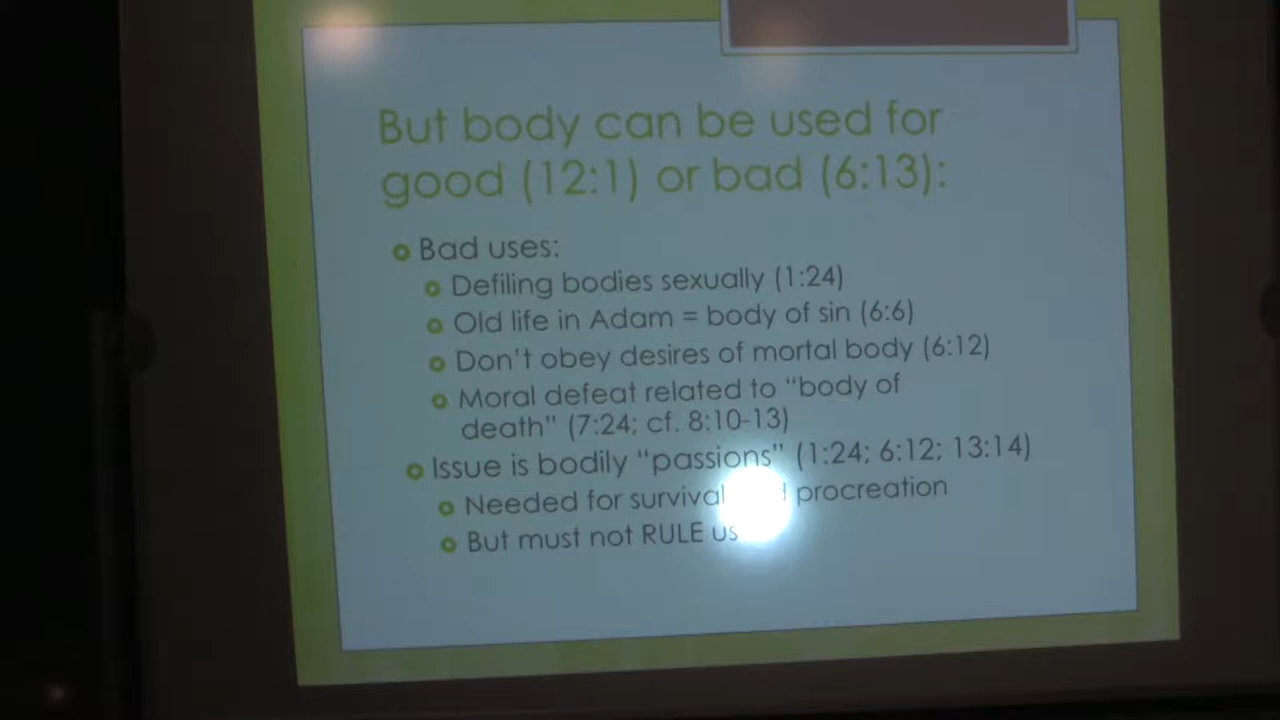 But body can be used for
good (12:1) or bad (6:13):
Bad uses:
Defiling bodies sexually (1:24)
Old life in Adam = body of sin (6:6)
Don't obey desires of mortal body (6:12)
Moral defeat related to "body of
death" (7:24; cf. 8:10-13)
Issue is bodily "passions" (1:24; 6:12; 13:14)
Needed for survival procreation
But must not RULE us